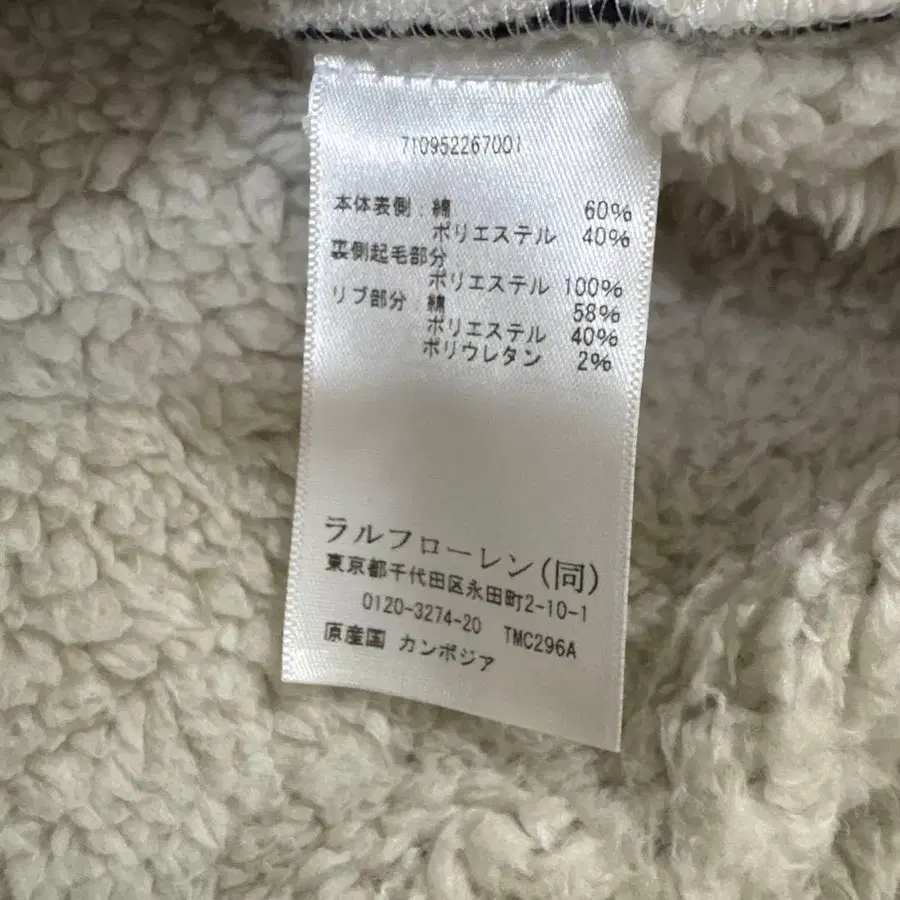 710952267001
本体表側 綿 60%
ポリエステル 40%
裏側起毛部分
ポリエステル 100%
リブ部分 綿 58%
ポリエステル 40%
ポリウレタン 2%
ラルフローレン(同)
東京都千代田区永田町2-10-1
0120-3274-20 TMC296A
原産国 カンボジア